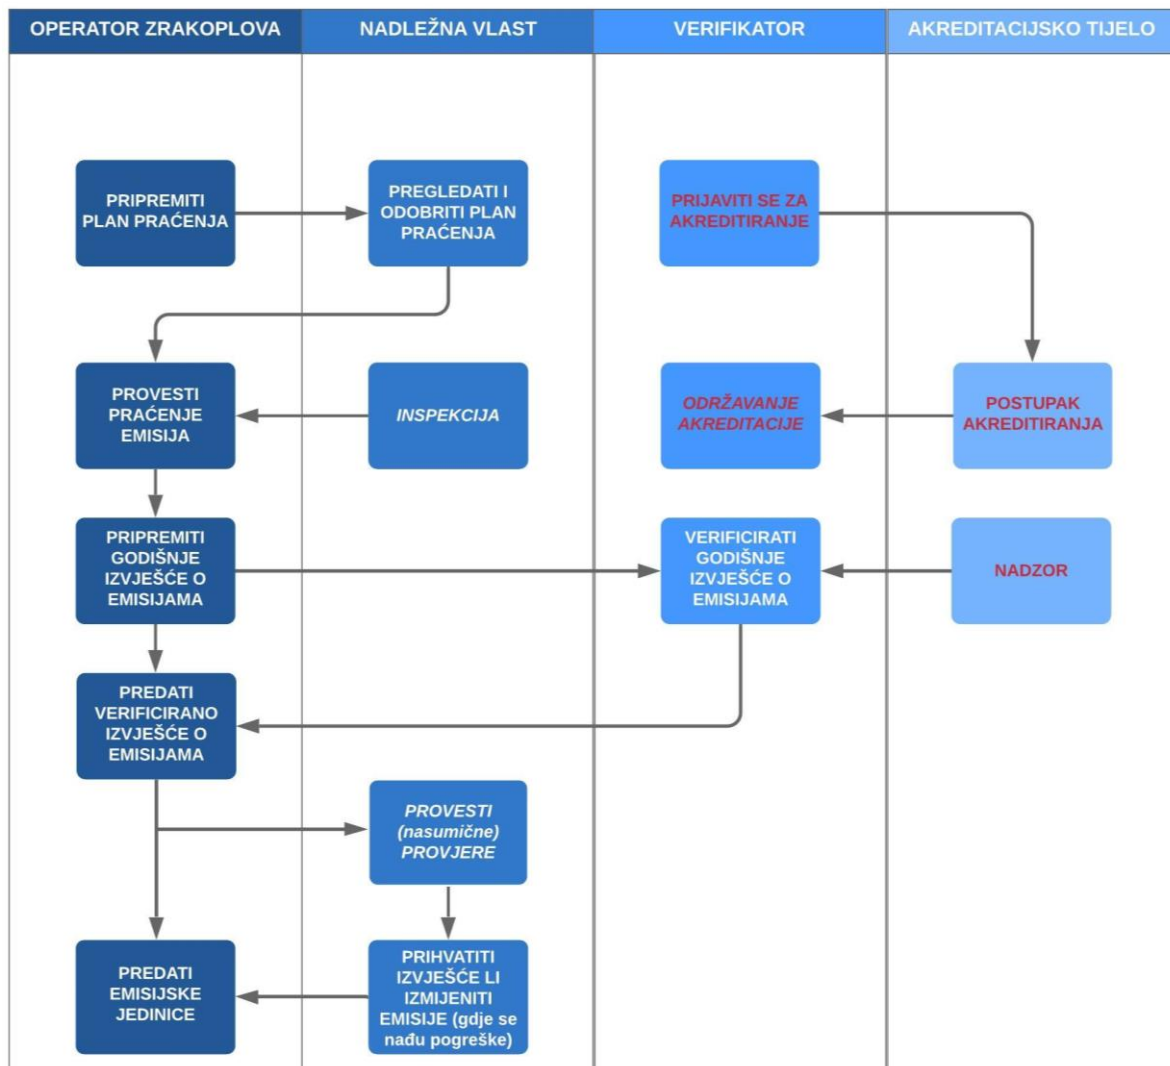 OPERATOR ZRAKOPLOVA
NADLEŽNA VLAST
VERIFIKATOR
AKREDITACIJSKO TIJELO
PRIPREMITI
PLAN PRAĆENJA
PREGLEDATI I
ODOBRITI PLAN
PRAĆENJA
PRIJAVITI SE ZA
AKREDITIRANJE
PROVESTI
PRAĆENJE
EMISIJA
INSPEKCIJA
ODRŽAVANJE
AKREDITACIJE
POSTUPAK
AKREDITIRANJA
PRIPREMITI
GODIŠNJE
IZVJEŠĆE O
EMISIJAMA
VERIFICIRATI
GODIŠNJE
IZVJEŠĆE O
EMISIJAMA
NADZOR
PREDATI
VERIFICIRANO
IZVJEŠĆE O
EMISIJAMA
PROVESTI
(nasumične)
PROVJERE
PREDATI
EMISIJSKE
JEDINICE
PRIHVATITI
IZVJEŠĆE LI
IZMIJENITI
EMISIJE (gdje se
nađu pogreške)